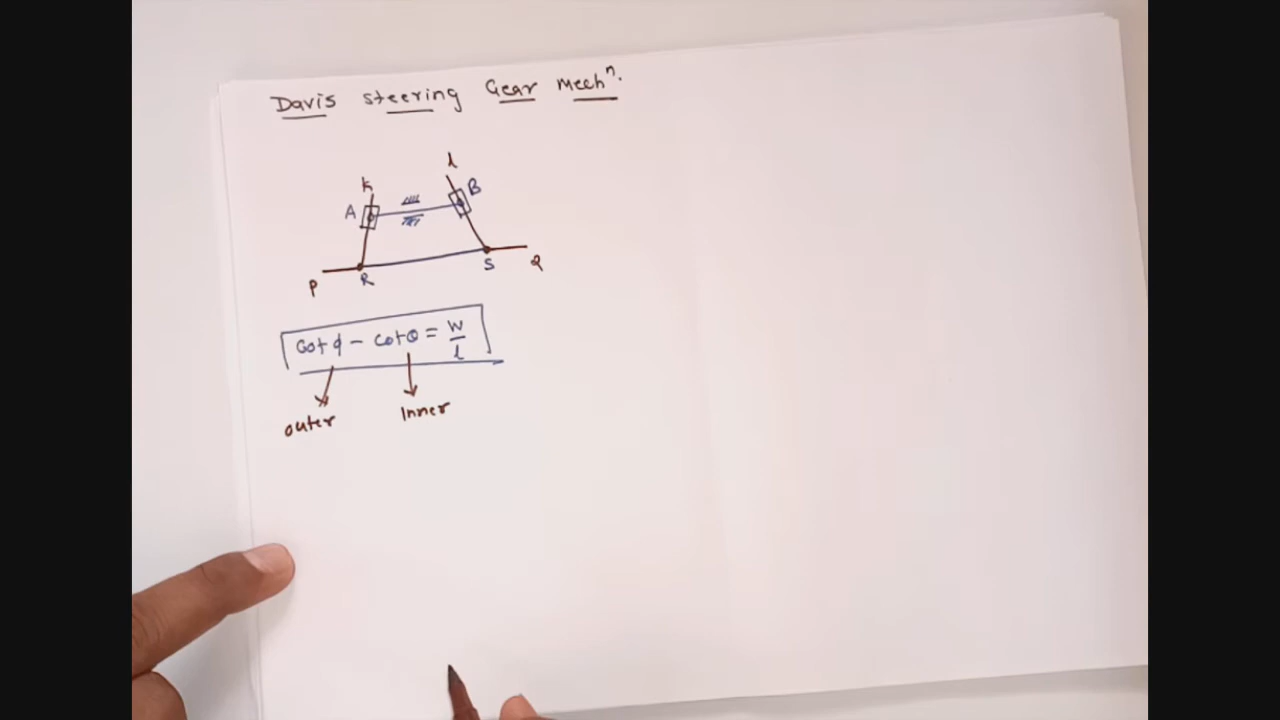 Davis Steering Gear Mechⁿ.
k l
A B
P R S Q
cot ϕ - cot θ = w/l
outer Inner